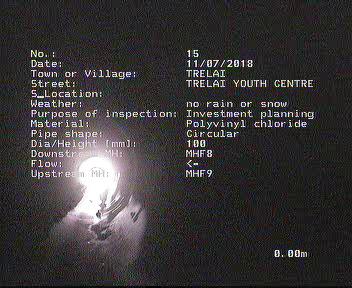 No.: 15
Date: 11/07/2018
Town or Village: TRELAI
Street: TRELAI YOUTH CENTRE
S_Location:
Weather: no rain or snow
Purpose of inspection: Investment planning
Material: Polyvinyl chloride
Pipe shape: Circular
Dia/Height [mm]: 100
Downstream MH: MHF8
Flow: <-
Upstream MH: MHF9
0.00m